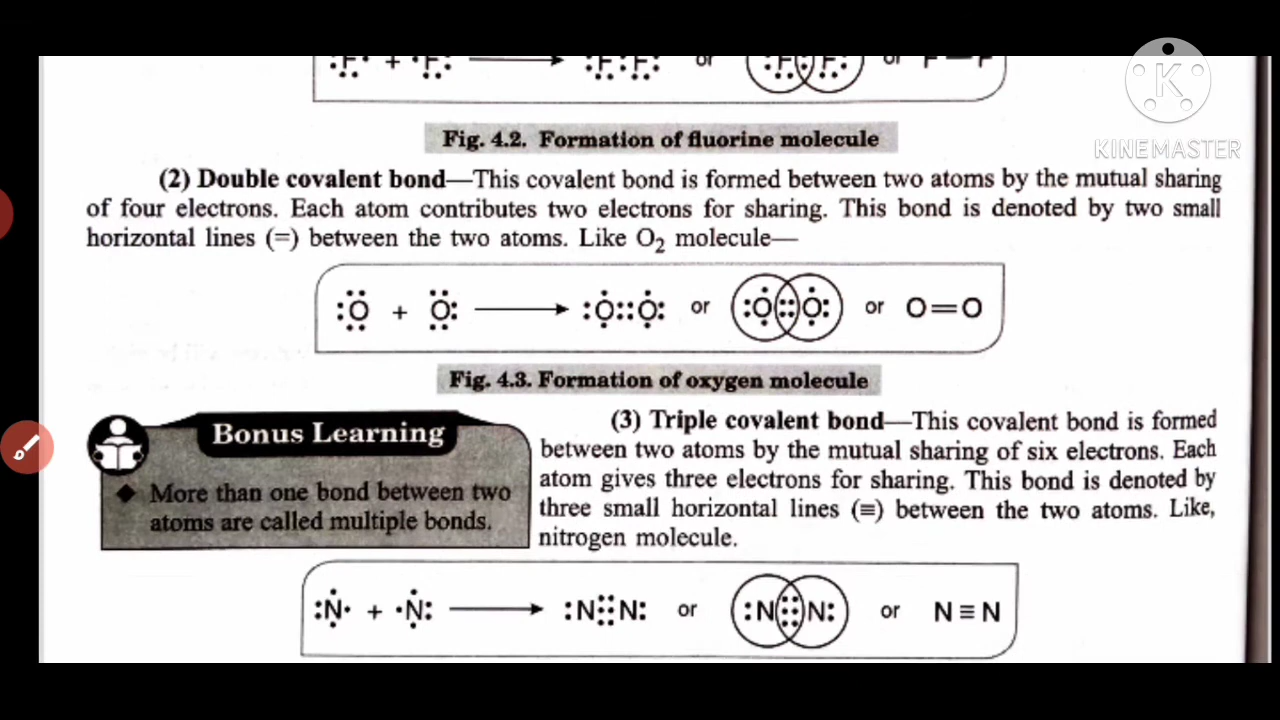 :F· + ·F: ⟶ :F:F: or :F:F: or F—F
K
KINEMASTER
Fig. 4.2. Formation of fluorine molecule
(2) Double covalent bond—This covalent bond is formed between two atoms by the mutual sharing
of four electrons. Each atom contributes two electrons for sharing. This bond is denoted by two small
horizontal lines (=) between the two atoms. Like O₂ molecule—
:O + O: ⟶ :O::O: or :O::O: or O=O
Fig. 4.3. Formation of oxygen molecule
Bonus Learning
◆ More than one bond between two
atoms are called multiple bonds.
(3) Triple covalent bond—This covalent bond is formed
between two atoms by the mutual sharing of six electrons. Each
atom gives three electrons for sharing. This bond is denoted by
three small horizontal lines (≡) between the two atoms. Like,
nitrogen molecule.
:N· + ·N: ⟶ :N⋮⋮N: or :N⋮⋮N: or N≡N